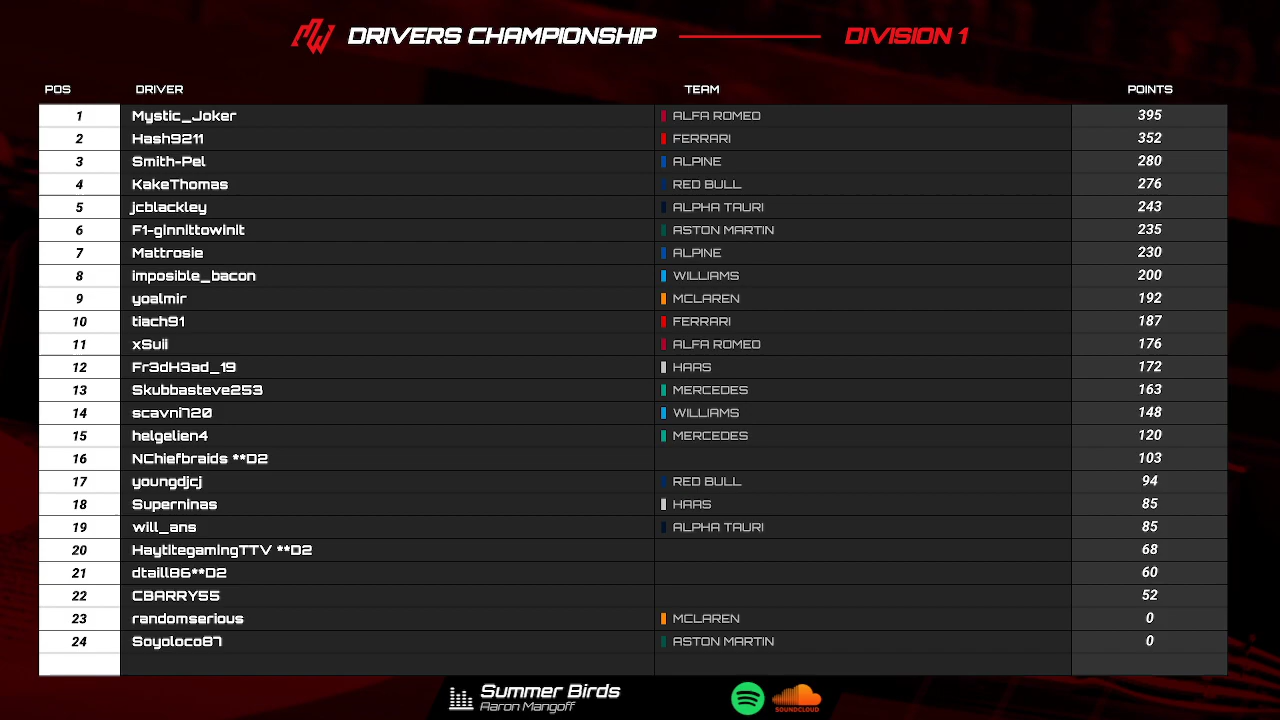 DRIVERS CHAMPIONSHIP DIVISION 1
POS DRIVER TEAM POINTS
1 Mystic_Joker ALFA ROMEO 395
2 Hash9211 FERRARI 352
3 Smith-Pel ALPINE 280
4 KakeThomas RED BULL 276
5 jcblackley ALPHA TAURI 243
6 F1-ginnittowinit ASTON MARTIN 235
7 Mattrosie ALPINE 230
8 imposible_bacon WILLIAMS 200
9 yoalmir MCLAREN 192
10 tiach91 FERRARI 187
11 xSuil ALFA ROMEO 176
12 Fr3dH3ad_19 HAAS 172
13 Skubbasteve253 MERCEDES 163
14 scavni720 WILLIAMS 148
15 helgelien4 MERCEDES 120
16 NChiefbraids **D2 103
17 youngdjcj RED BULL 94
18 Superninas HAAS 85
19 will_ans ALPHA TAURI 85
20 HaytitegamingTTV **D2 68
21 dtaill86**D2 60
22 CBARRY55 52
23 randomserious MCLAREN 0
24 Soyoloco87 ASTON MARTIN 0
Summer Birds
Aaron Mangoff
SOUNDCLOUD